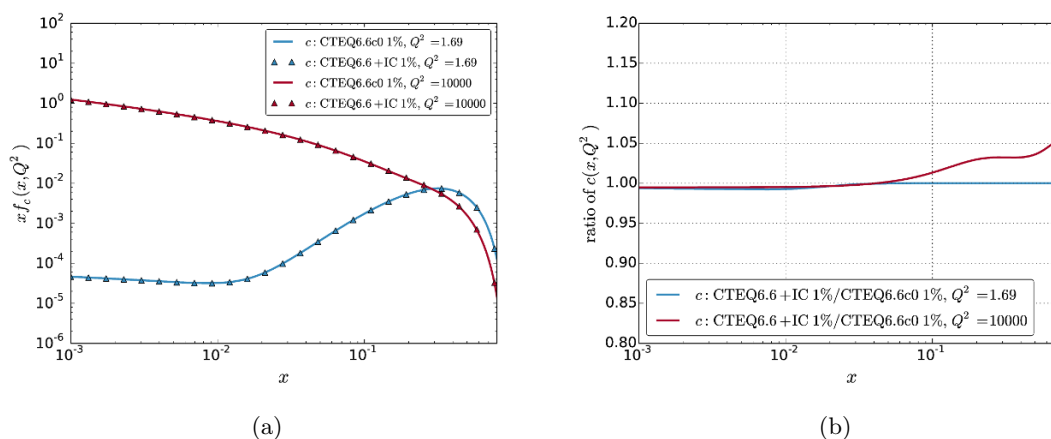 10^2
10^1
10^0
10^-1
10^-2
10^-3
10^-4
10^-5
10^-6
x f_c (x, Q^2)
c : CTEQ6.6c0 1%, Q^2 =1.69
c : CTEQ6.6+IC 1%, Q^2 =1.69
c : CTEQ6.6c0 1%, Q^2 =10000
c : CTEQ6.6+IC 1%, Q^2 =10000
10^-3 10^-2 10^-1
x
(a)
1.20
1.15
1.10
1.05
1.00
0.95
0.90
0.85
0.80
ratio of c(x,Q^2 )
c : CTEQ6.6+IC 1%/CTEQ6.6c0 1%, Q^2 =1.69
c : CTEQ6.6+IC 1%/CTEQ6.6c0 1%, Q^2 =10000
10^-3 10^-2 10^-1
x
(b)